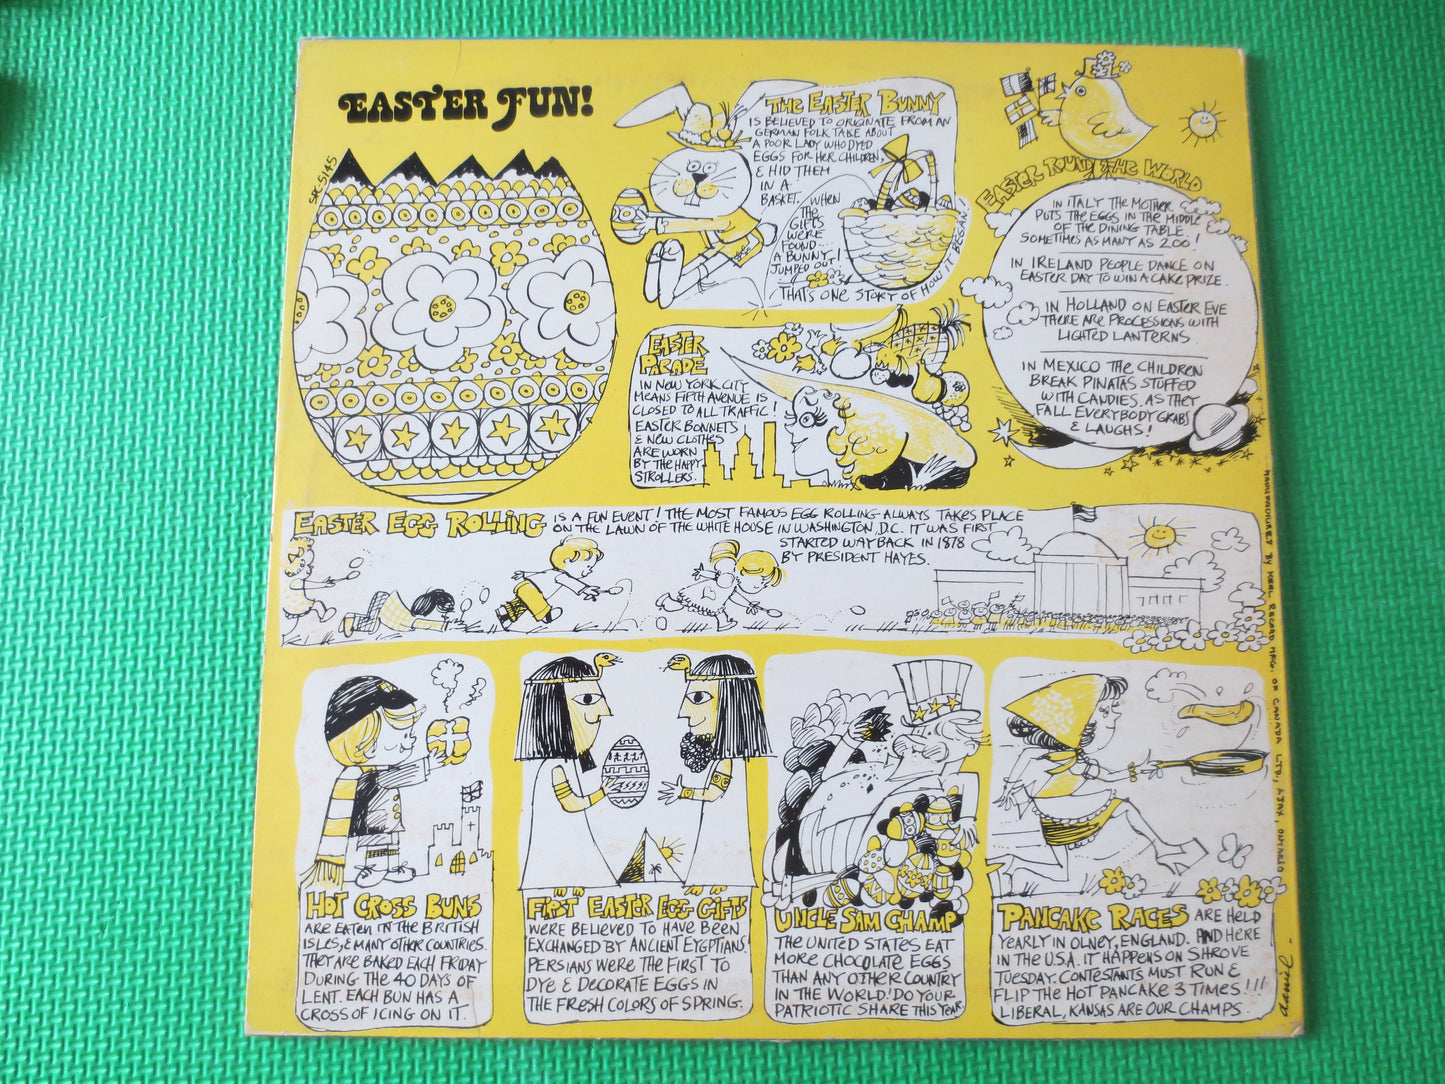 EASTER FUN!
SPC-5145
THE EASTER BUNNY
IS BELIEVED TO ORIGINATE FROM AN
GERMAN FOLK TAKE ABOUT
A POOR LADY WHO DYED
EGGS FOR HER CHILDREN,
& HID THEM
IN A
BASKET. WHEN
THE
GIFTS
WERE
FOUND...
A BUNNY
JUMPED OUT!
THAT'S ONE STORY OF HOW IT BEGAN!
EASTER 'ROUND THE WORLD
IN ITALY THE MOTHER
PUTS THE EGGS IN THE MIDDLE
OF THE DINING TABLE.
SOMETIMES AS MANY AS 200!
IN IRELAND PEOPLE DANCE ON
EASTER DAY TO WIN A CAKE PRIZE.
IN HOLLAND ON EASTER EVE
THERE ARE PROCESSIONS WITH
LIGHTED LANTERNS.
IN MEXICO THE CHILDREN
BREAK PINATAS STUFFED
WITH CANDIES, AS THEY
FALL EVERYBODY GRABS
& LAUGHS!
EASTER
PARADE
IN NEW YORK CITY
MEANS FIFTH AVENUE IS
CLOSED TO ALL TRAFFIC!
EASTER BONNETS
& NEW CLOTHES
ARE WORN
BY THE HAPPY
STROLLERS.
EASTER EGG ROLLING IS A FUN EVENT! THE MOST FAMOUS EGG ROLLING ALWAYS TAKES PLACE
ON THE LAWN OF THE WHITE HOUSE IN WASHINGTON, D.C. IT WAS FIRST
STARTED WAY BACK IN 1878
BY PRESIDENT HAYES.
HOT CROSS BUNS
ARE EATEN IN THE BRITISH
ISLES, & MANY OTHER COUNTRIES.
THEY ARE BAKED EACH FRIDAY
DURING THE 40 DAYS OF
LENT. EACH BUN HAS A
CROSS OF ICING ON IT.
FIRST EASTER EGG GIFTS
WERE BELIEVED TO HAVE BEEN
EXCHANGED BY ANCIENT EYGPTIANS!
PERSIANS WERE THE FIRST TO
DYE & DECORATE EGGS IN
THE FRESH COLORS OF SPRING.
UNCLE SAM CHAMP
THE UNITED STATES EAT
MORE CHOCOLATE EGGS
THAN ANY OTHER COUNTRY
IN THE WORLD! DO YOUR
PATRIOTIC SHARE THIS YEAR.
PANCAKE RACES ARE HELD
YEARLY IN OLNEY, ENGLAND. AND HERE
IN THE U.S.A. IT HAPPENS ON SHROVE
TUESDAY. CONTESTANTS MUST RUN &
FLIP THE HOT PANCAKE 3 TIMES!!!
LIBERAL, KANSAS ARE OUR CHAMPS.
MANUFACTURED BY KEEL RECORD MFG. OF CANADA LTD., AJAX, ONTARIO